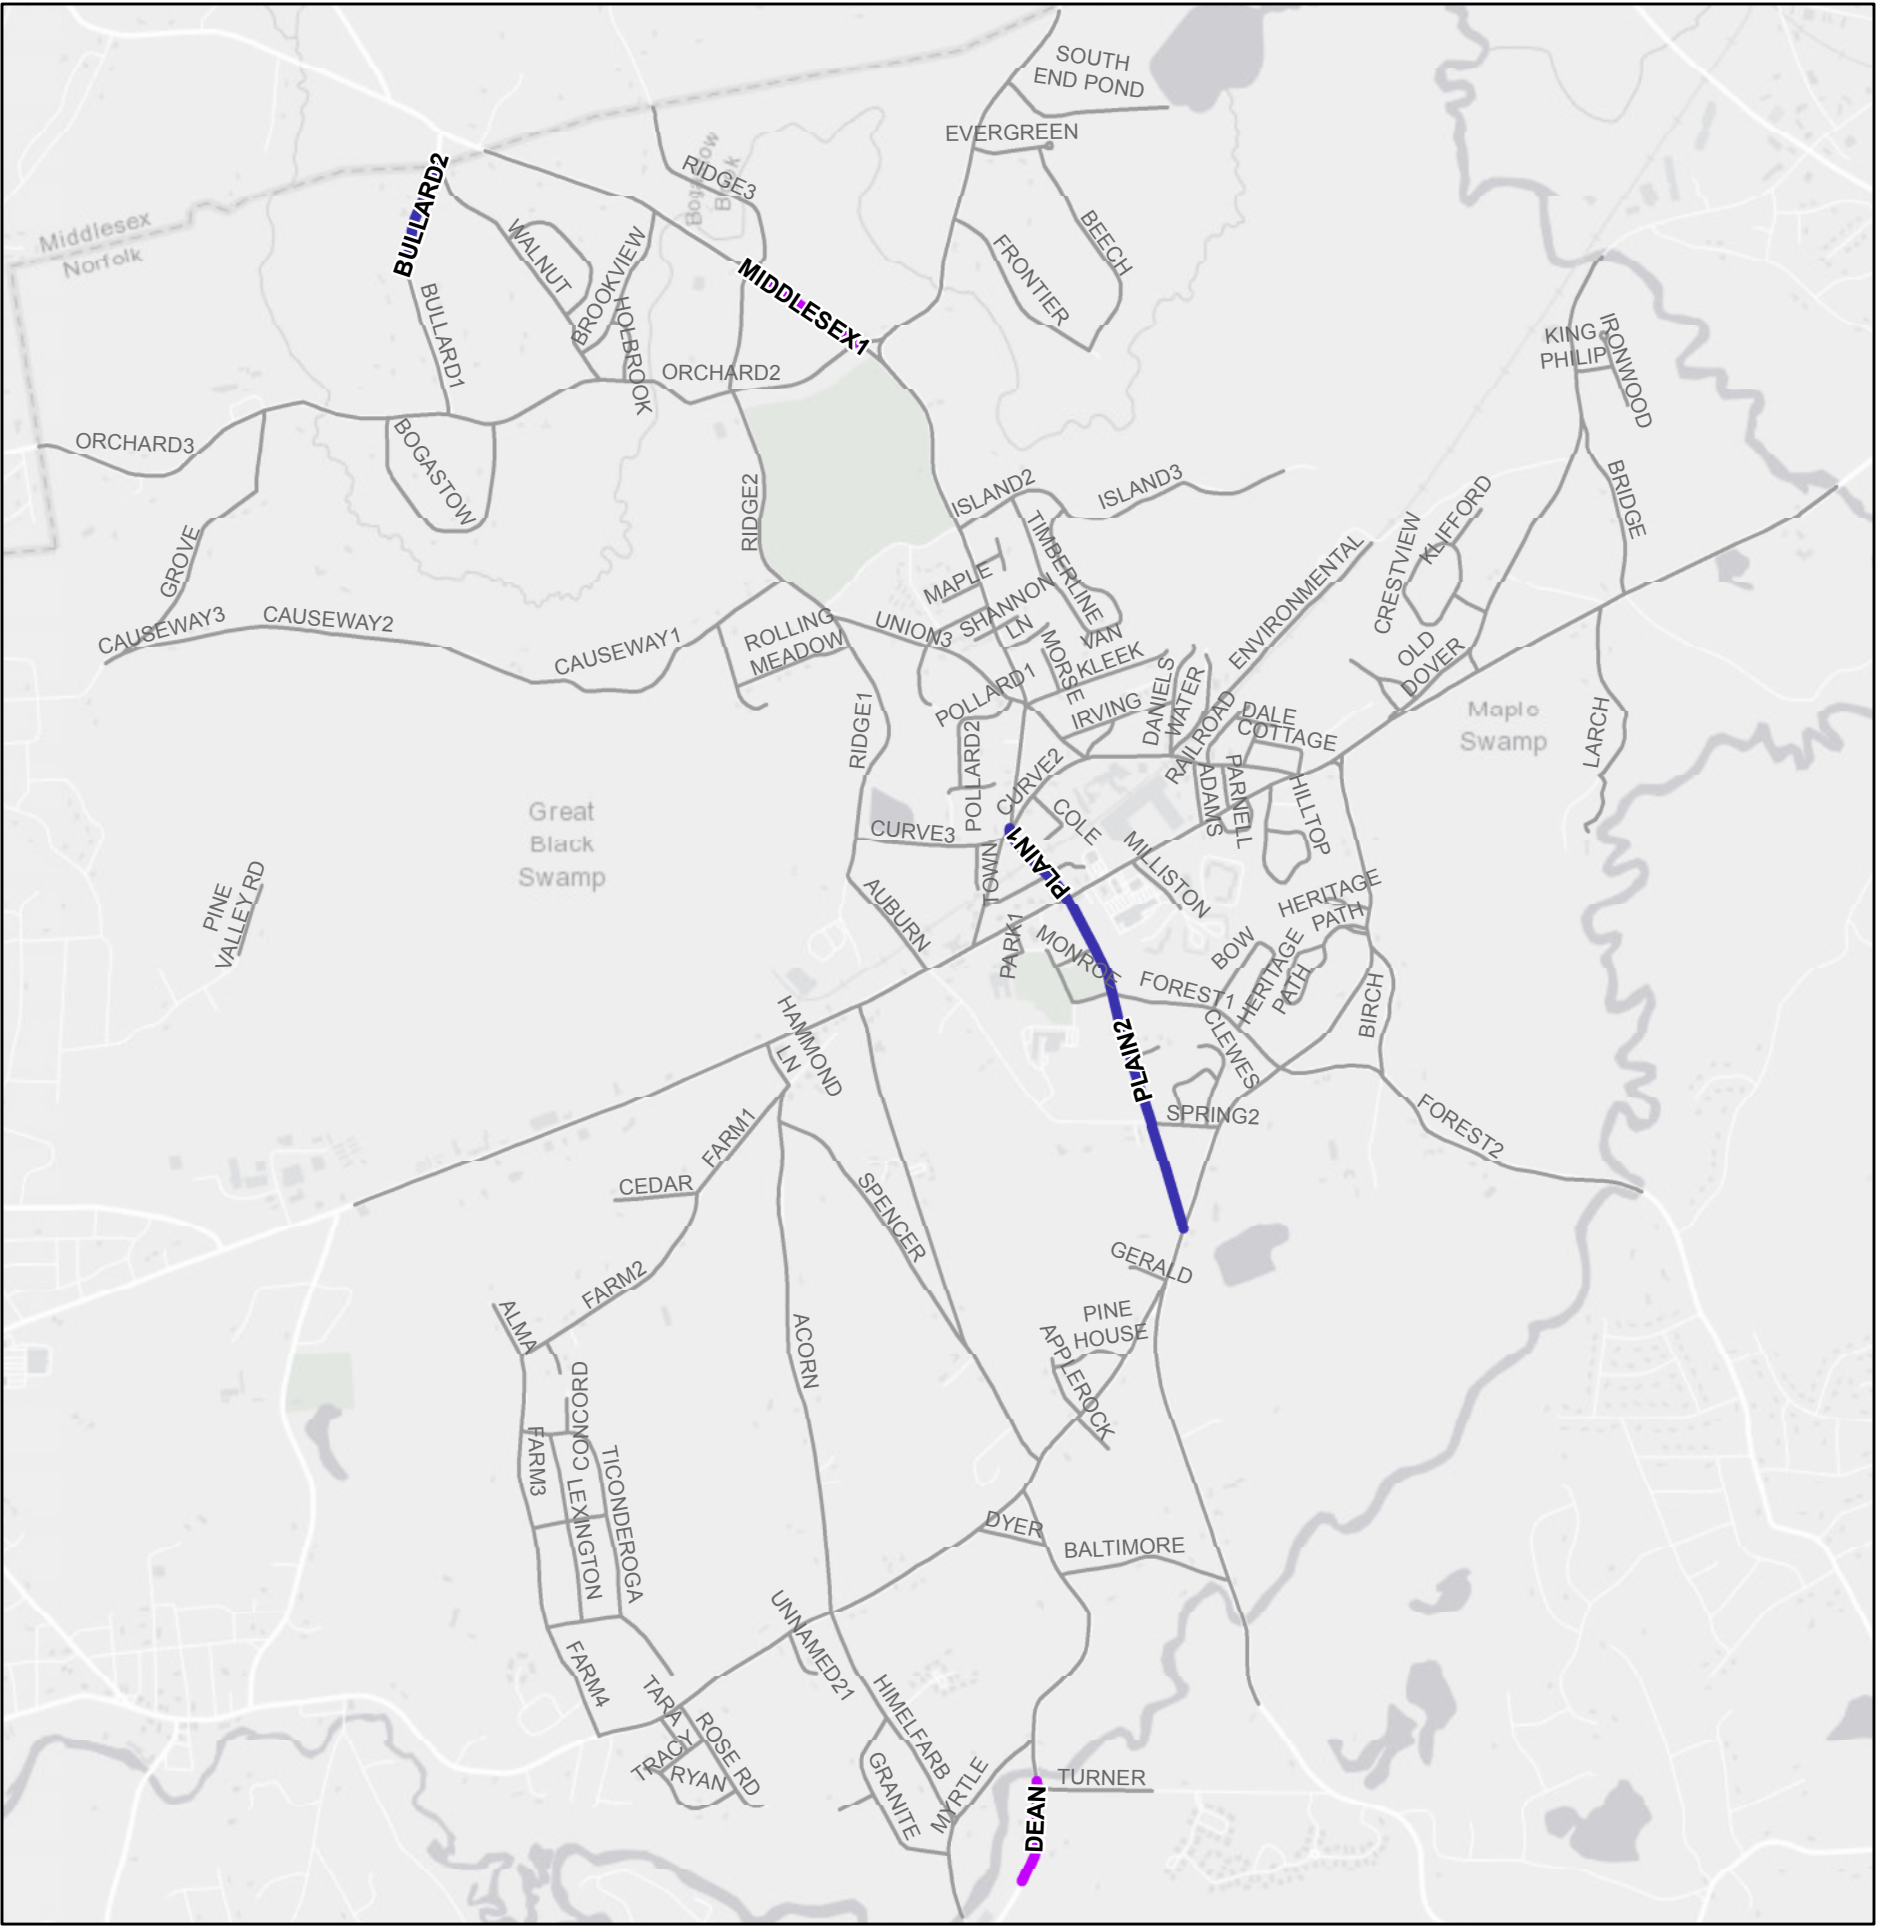 SOUTH
END POND
EVERGREEN
BULLARD2
RIDGE3
Bogastow
Brook
Middlesex
Norfolk
WALNUT
BROOKVIEW
BEECH
FRONTIER
MIDDLESEX1
BULLARD1
HOLBROOK
KING
PHILIP
IRONWOOD
ORCHARD2
ORCHARD3
BOGASTOW
RIDGE2
ISLAND2
ISLAND3
TIMBERLINE
KLIFFORD
CRESTVIEW
BRIDGE
GROVE
ENVIRONMENTAL
MAPLE
SHANNON
LN
CAUSEWAY3
CAUSEWAY2
CAUSEWAY1
ROLLING
MEADOW
UNION3
MORSE
VAN
KLEEK
OLD
DOVER
POLLARD1
IRVING
DANIELS
WATER
RAILROAD
DALE
COTTAGE
Maple
Swamp
LARCH
RIDGE1
POLLARD2
CURVE2
ADAMS
PARNELL
HILLTOP
Great
Black
Swamp
CURVE3
COLE
PLAIN1
MILLISTON
TOWN
PINE
VALLEY RD
AUBURN
PARK1
MONROE
HERITAGE
PATH
BOW
HERITAGE
PATH
FOREST1
BIRCH
HAMMOND
LN
PLAIN2
CLEWES
SPRING2
FOREST2
FARM1
CEDAR
SPENCER
FARM2
GERALD
ALMA
ACORN
PINE
HOUSE
APPLEROCK
CONCORD
FARM3
LEXINGTON
TICONDEROGA
DYER
BALTIMORE
UNNAMED21
FARM4
TARA
HIMELFARB
ROSE RD
TRACY
RYAN
GRANITE
MYRTLE
TURNER
DEAN